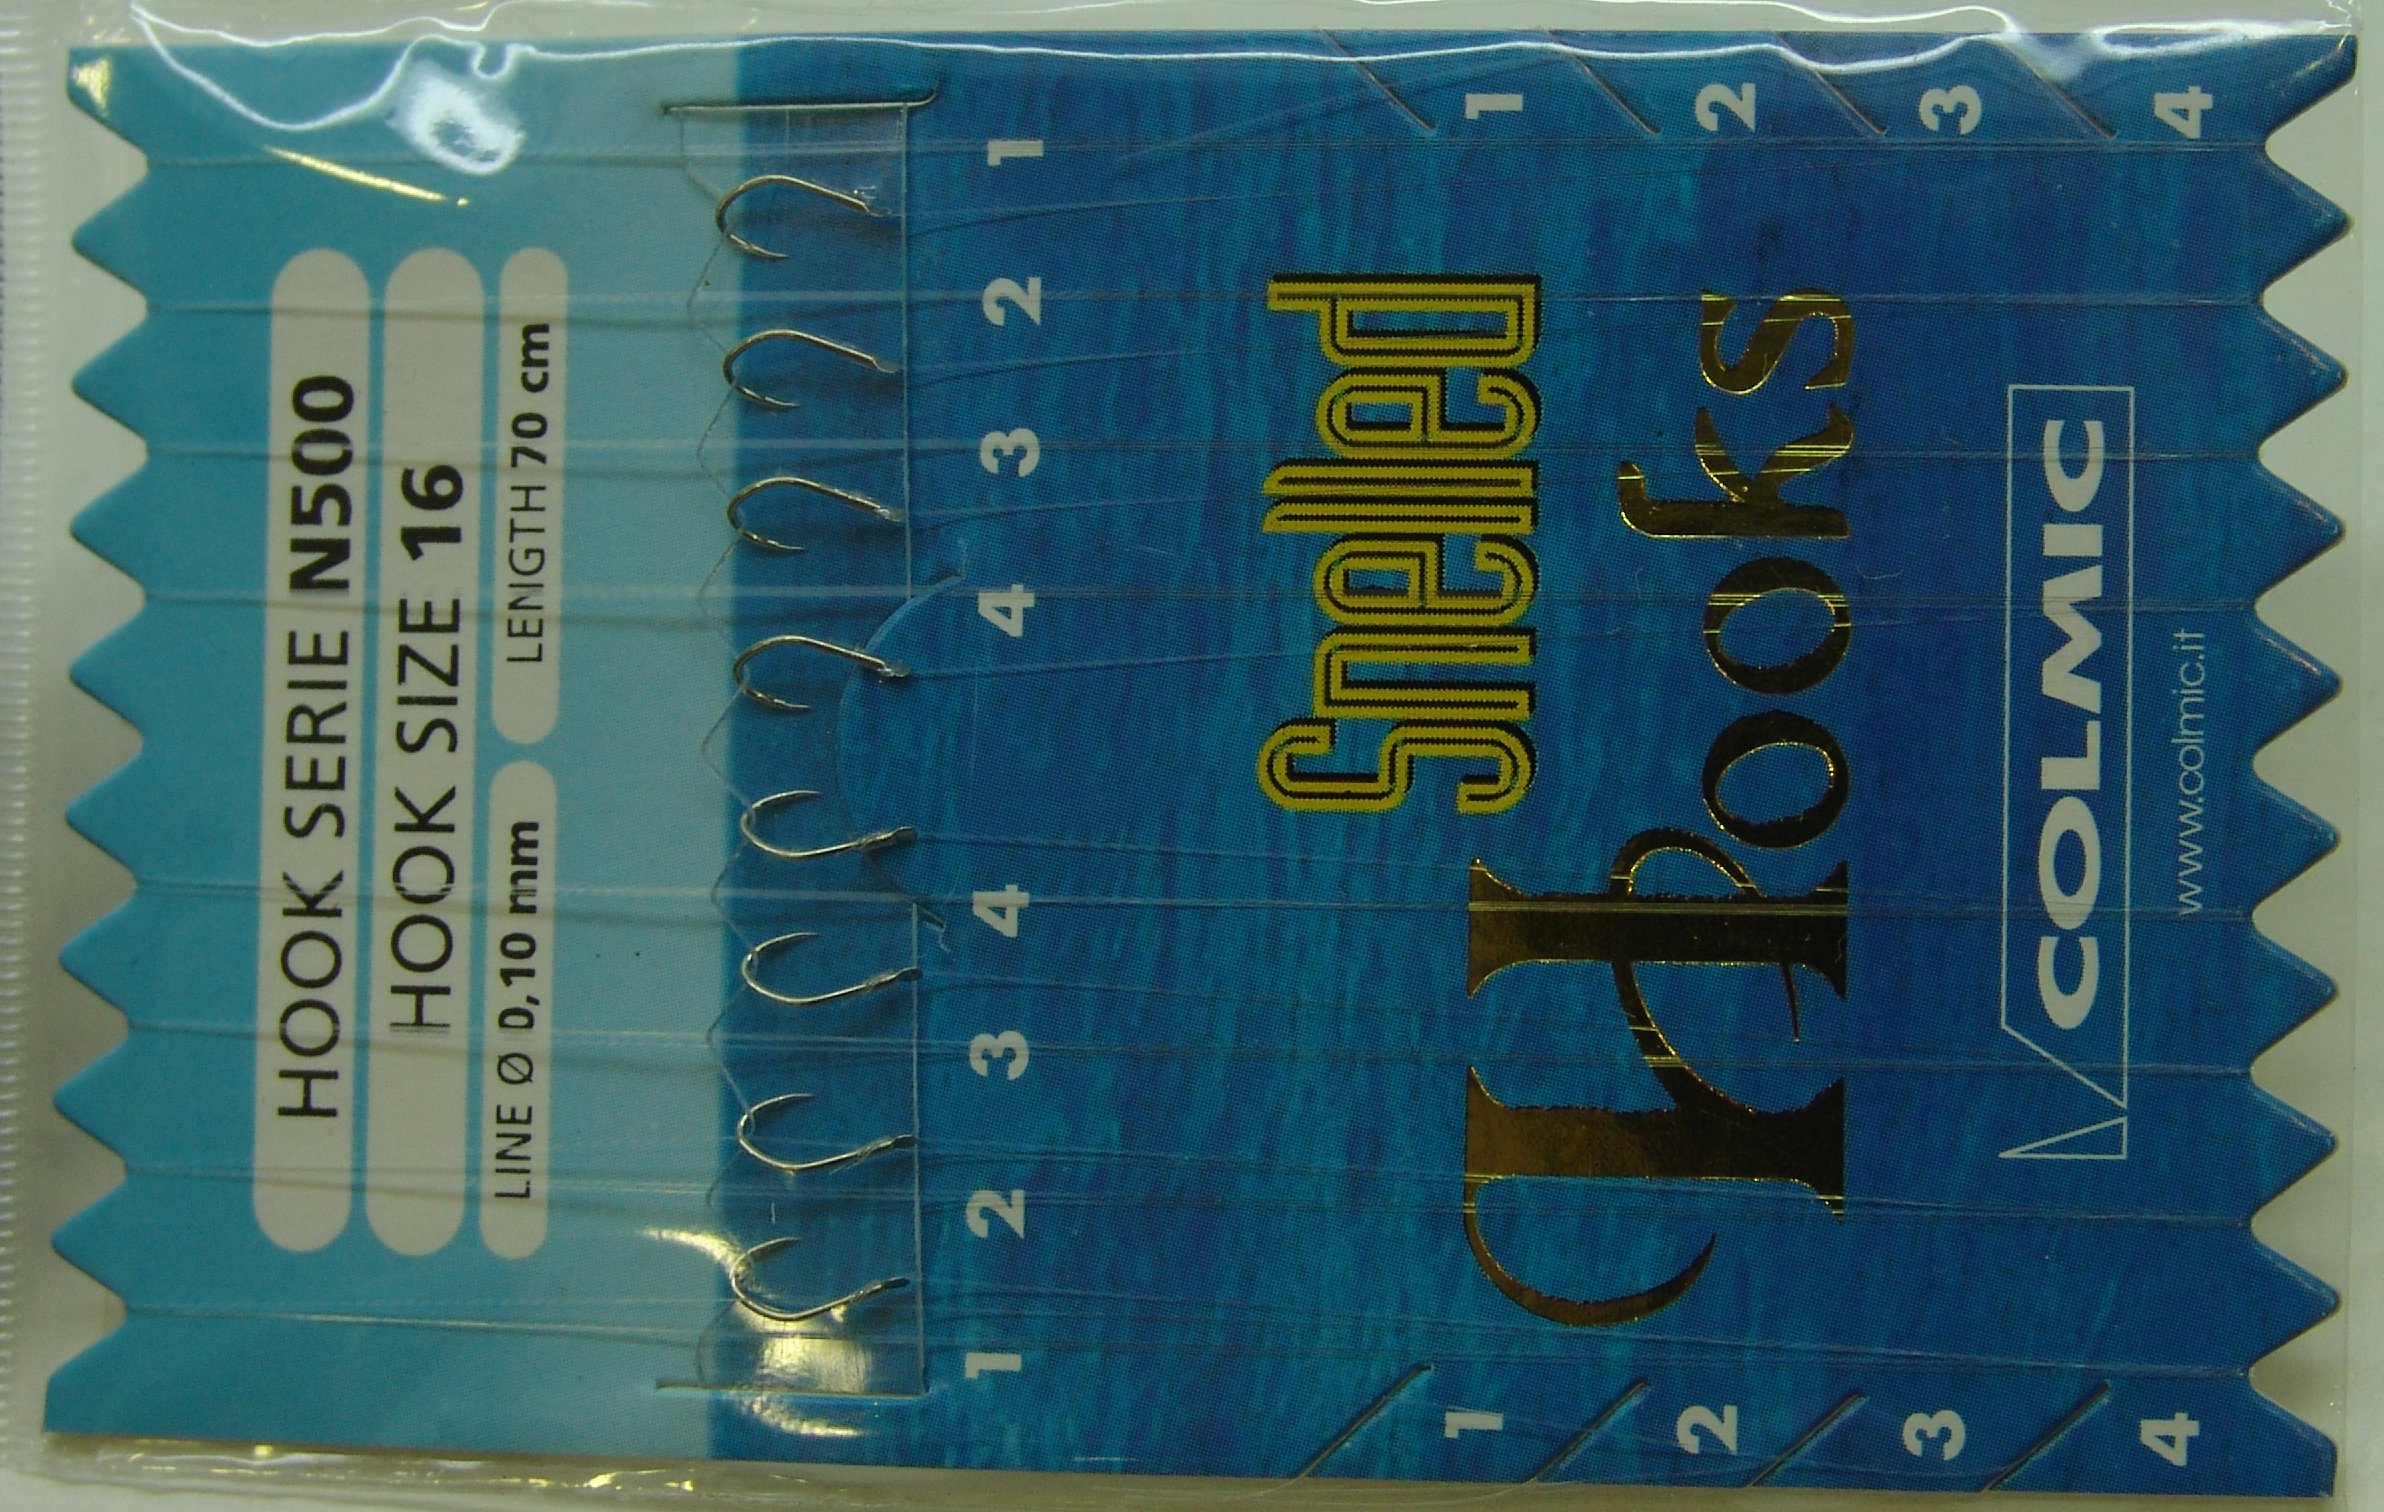 HOOK SERIE N500
HOOK SIZE 16
LINE Ø 0,10 mm LENGTH 70 cm
1 2 3 4 4 3 2 1
Snelled
1 1
Hooks
2 2
3 3
COLMIC
4 4
www.colmic.it